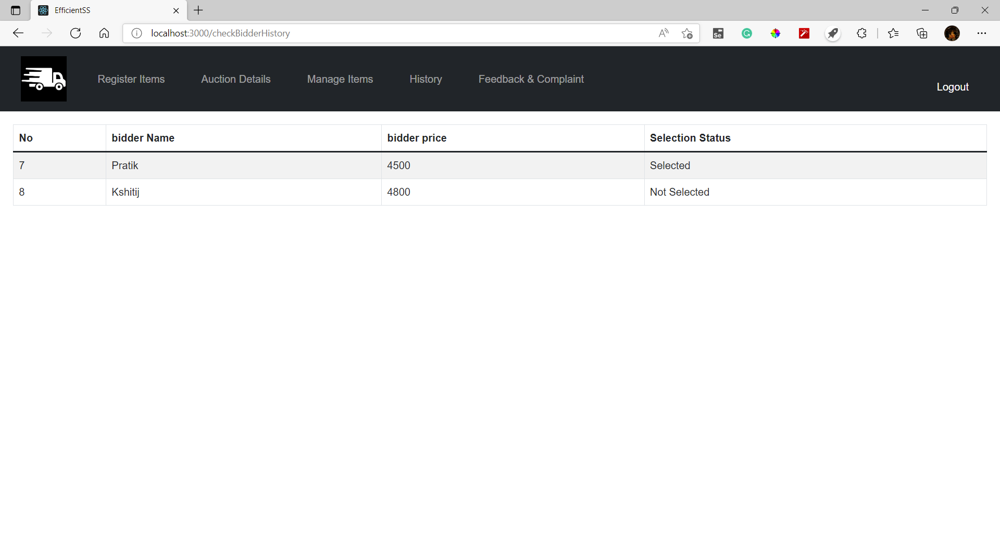 EfficientSS
localhost:3000/checkBidderHistory
Se
G
Register Items Auction Details Manage Items History Feedback & Complaint
Logout
No bidder Name bidder price Selection Status
7 Pratik 4500 Selected
8 Kshitij 4800 Not Selected